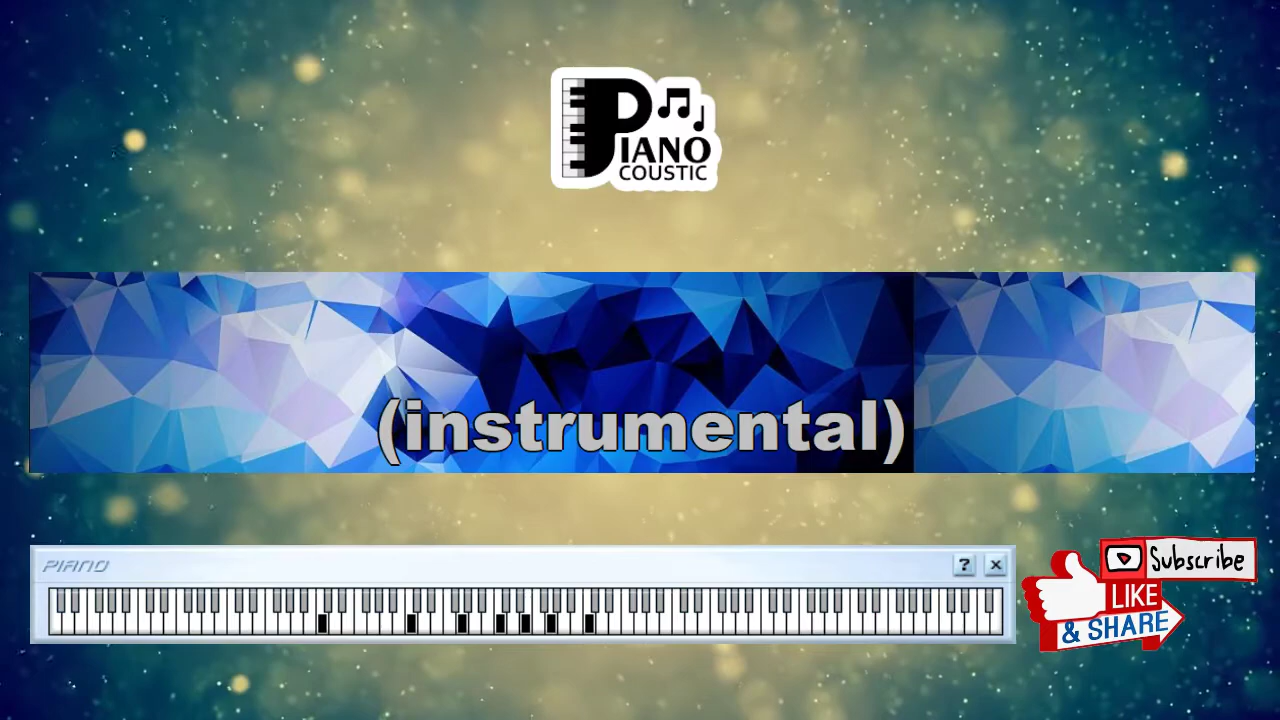 PIANO
COUSTIC
(instrumental)
PIANO
?
×
Subscribe
LIKE
& SHARE